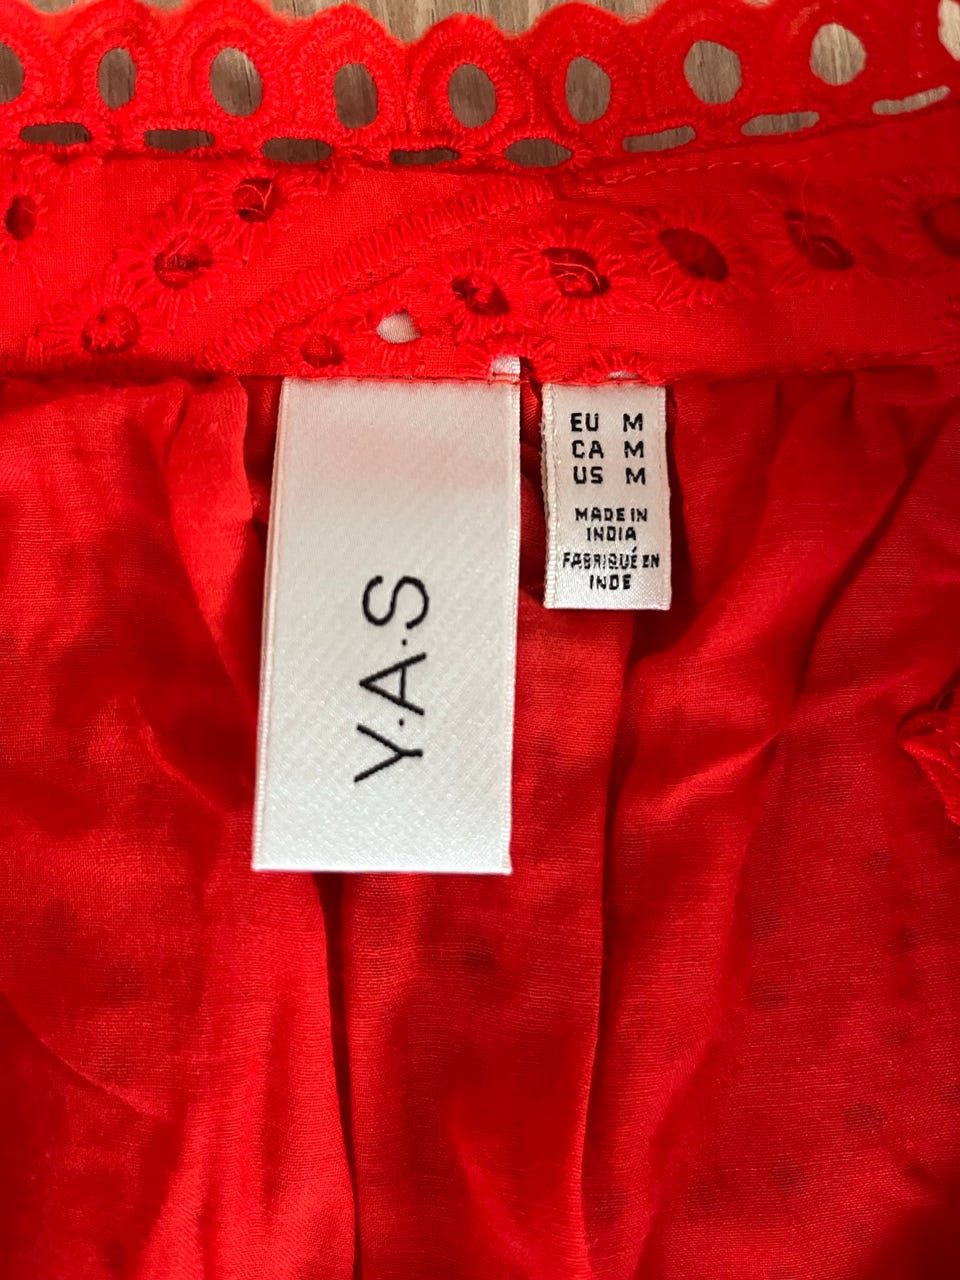 Y·A·S
EU M
CA M
US M
MADE IN
INDIA
FABRIQUÉ EN
INDE